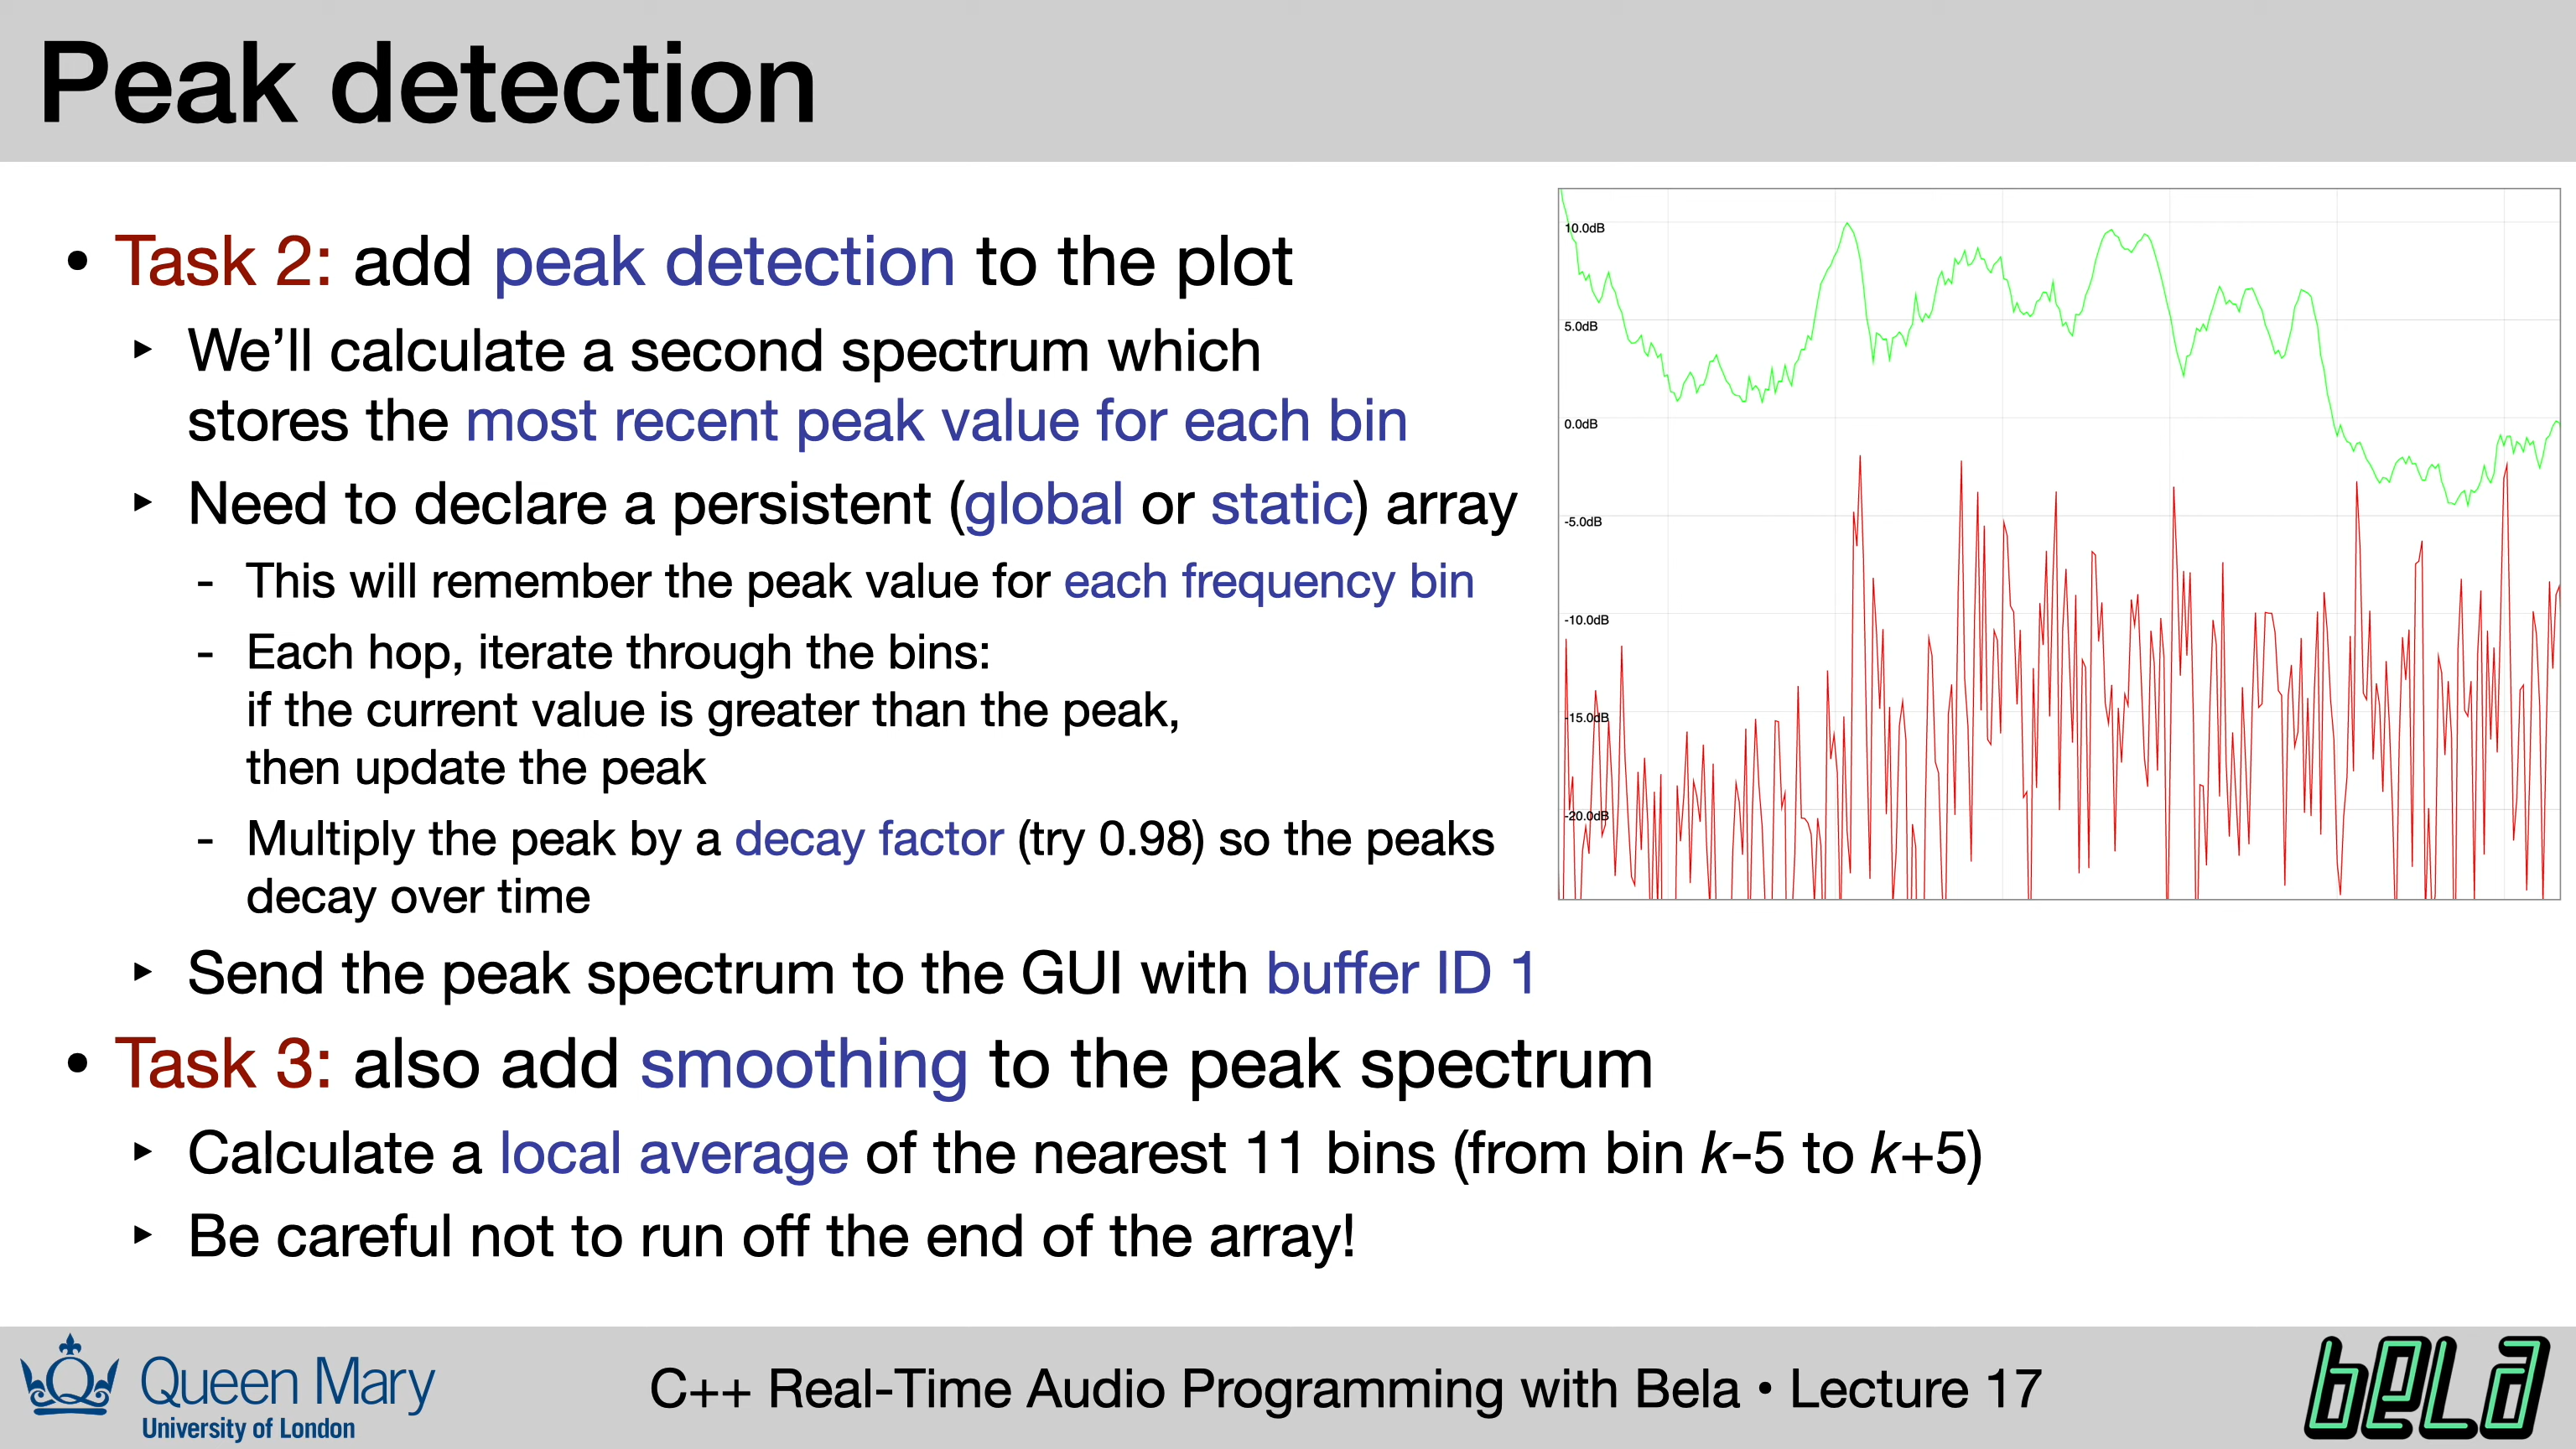 Peak detection
• Task 2: add peak detection to the plot
‣ We’ll calculate a second spectrum which
stores the most recent peak value for each bin
‣ Need to declare a persistent (global or static) array
- This will remember the peak value for each frequency bin
- Each hop, iterate through the bins:
if the current value is greater than the peak,
then update the peak
- Multiply the peak by a decay factor (try 0.98) so the peaks
decay over time
‣ Send the peak spectrum to the GUI with buffer ID 1
• Task 3: also add smoothing to the peak spectrum
‣ Calculate a local average of the nearest 11 bins (from bin k-5 to k+5)
‣ Be careful not to run off the end of the array!
10.0dB
5.0dB
0.0dB
-5.0dB
-10.0dB
-15.0dB
-20.0dB
Queen Mary
University of London
C++ Real-Time Audio Programming with Bela • Lecture 17
bela